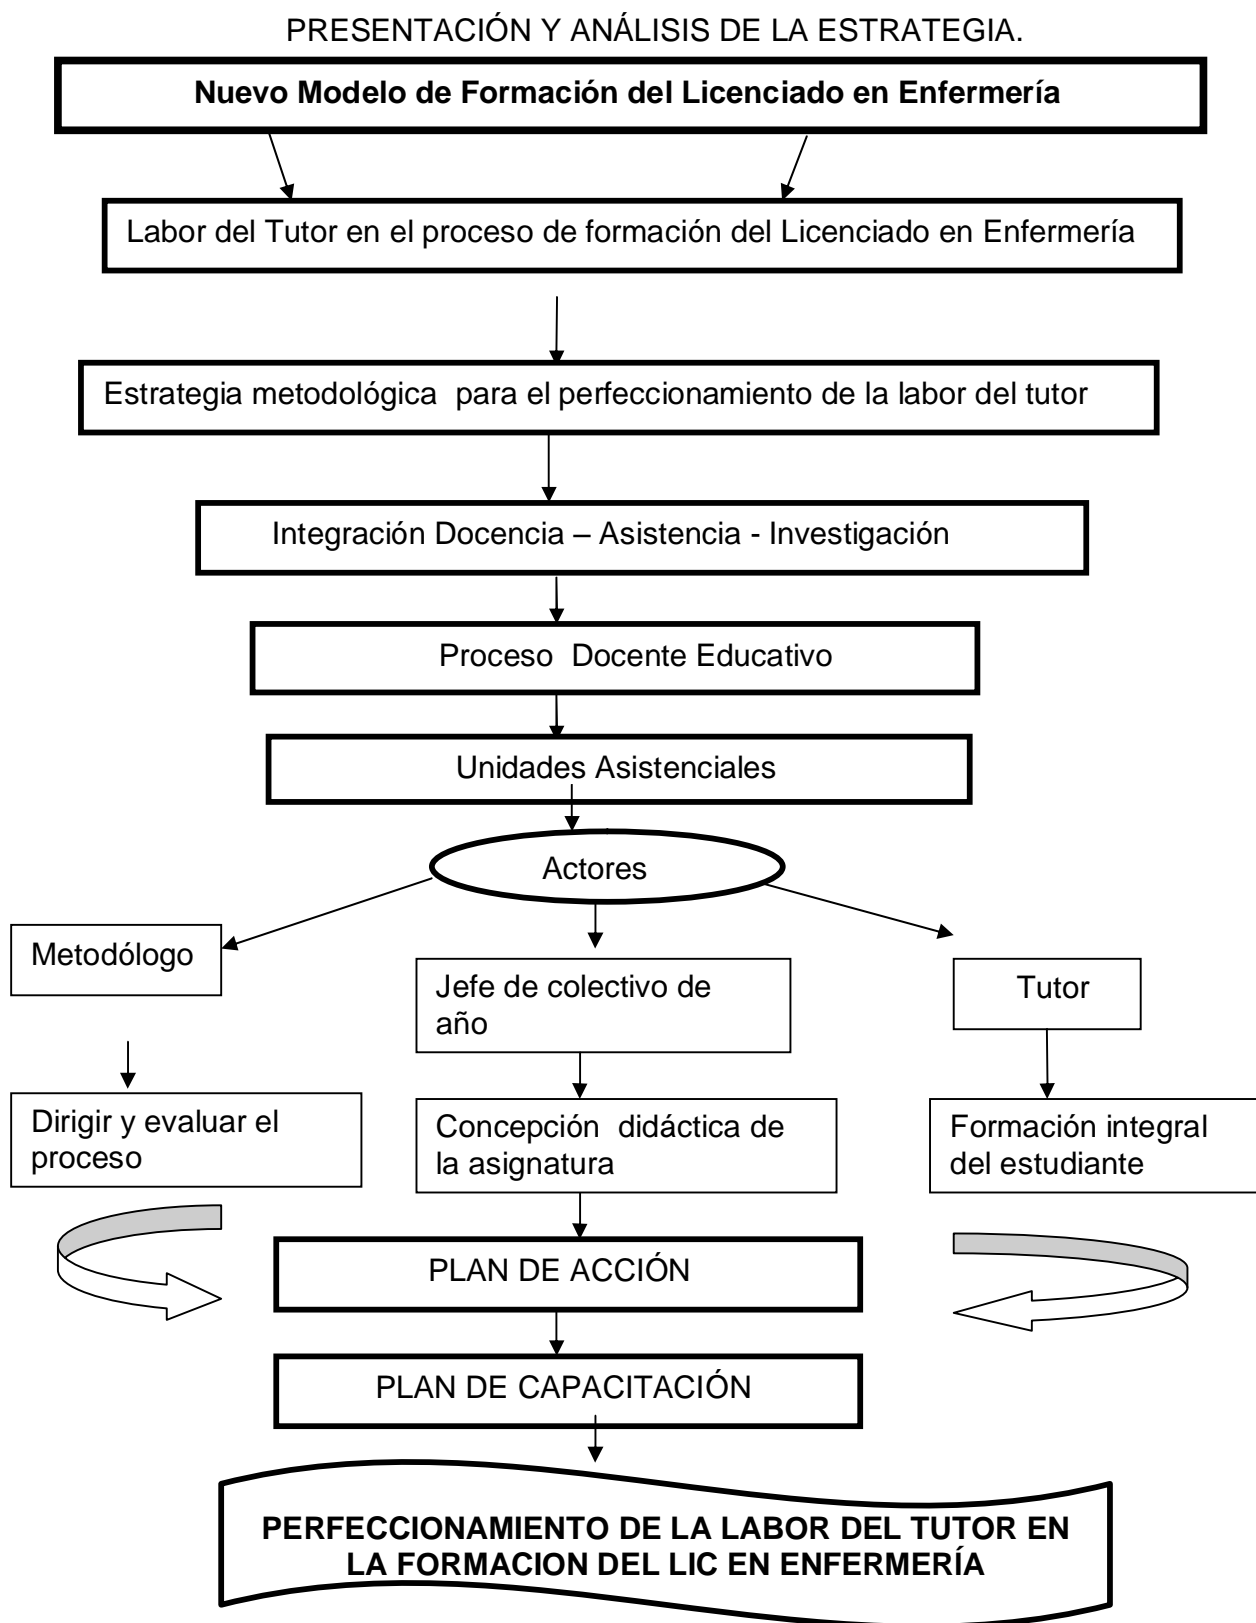 PRESENTACIÓN Y ANÁLISIS DE LA ESTRATEGIA.
Nuevo Modelo de Formación del Licenciado en Enfermería
Labor del Tutor en el proceso de formación del Licenciado en Enfermería
Estrategia metodológica para el perfeccionamiento de la labor del tutor
Integración Docencia – Asistencia - Investigación
Proceso Docente Educativo
Unidades Asistenciales
Actores
Metodólogo
Jefe de colectivo de
año
Tutor
Dirigir y evaluar el
proceso
Concepción didáctica de
la asignatura
Formación integral
del estudiante
PLAN DE ACCIÓN
PLAN DE CAPACITACIÓN
PERFECCIONAMIENTO DE LA LABOR DEL TUTOR EN
LA FORMACION DEL LIC EN ENFERMERÍA